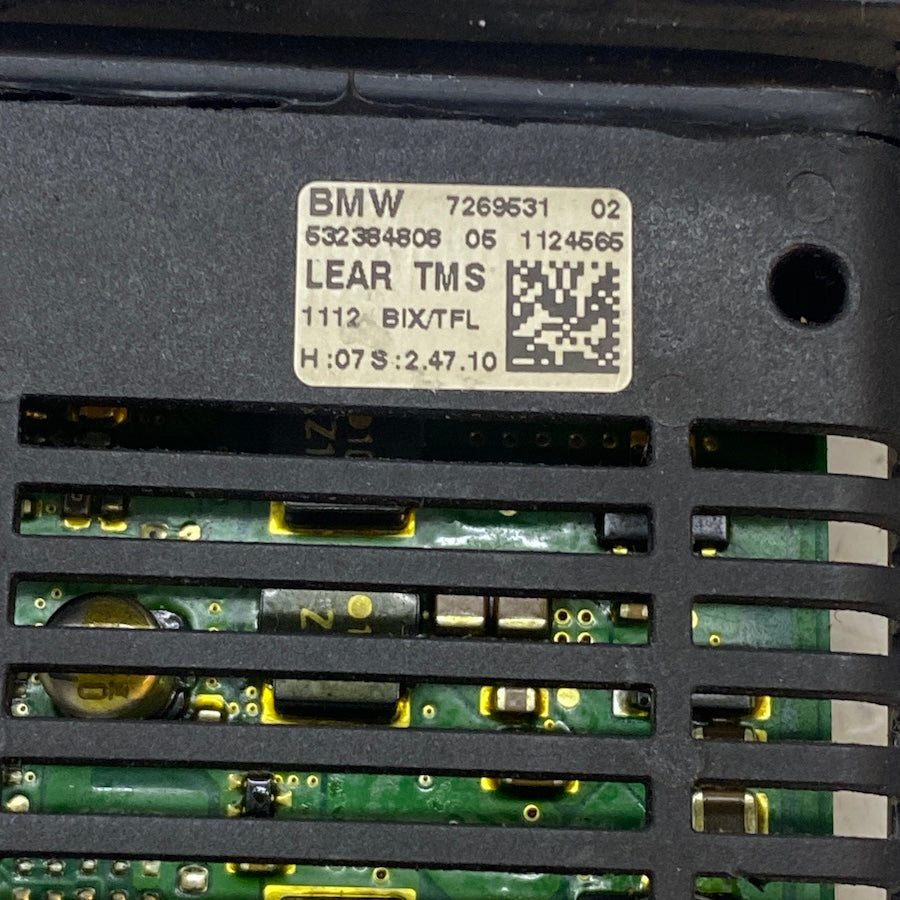 BMW 7269531 02
532384808 05 1124565
LEAR TMS
1112 BIX/TFL
H:07 S:2.47.10